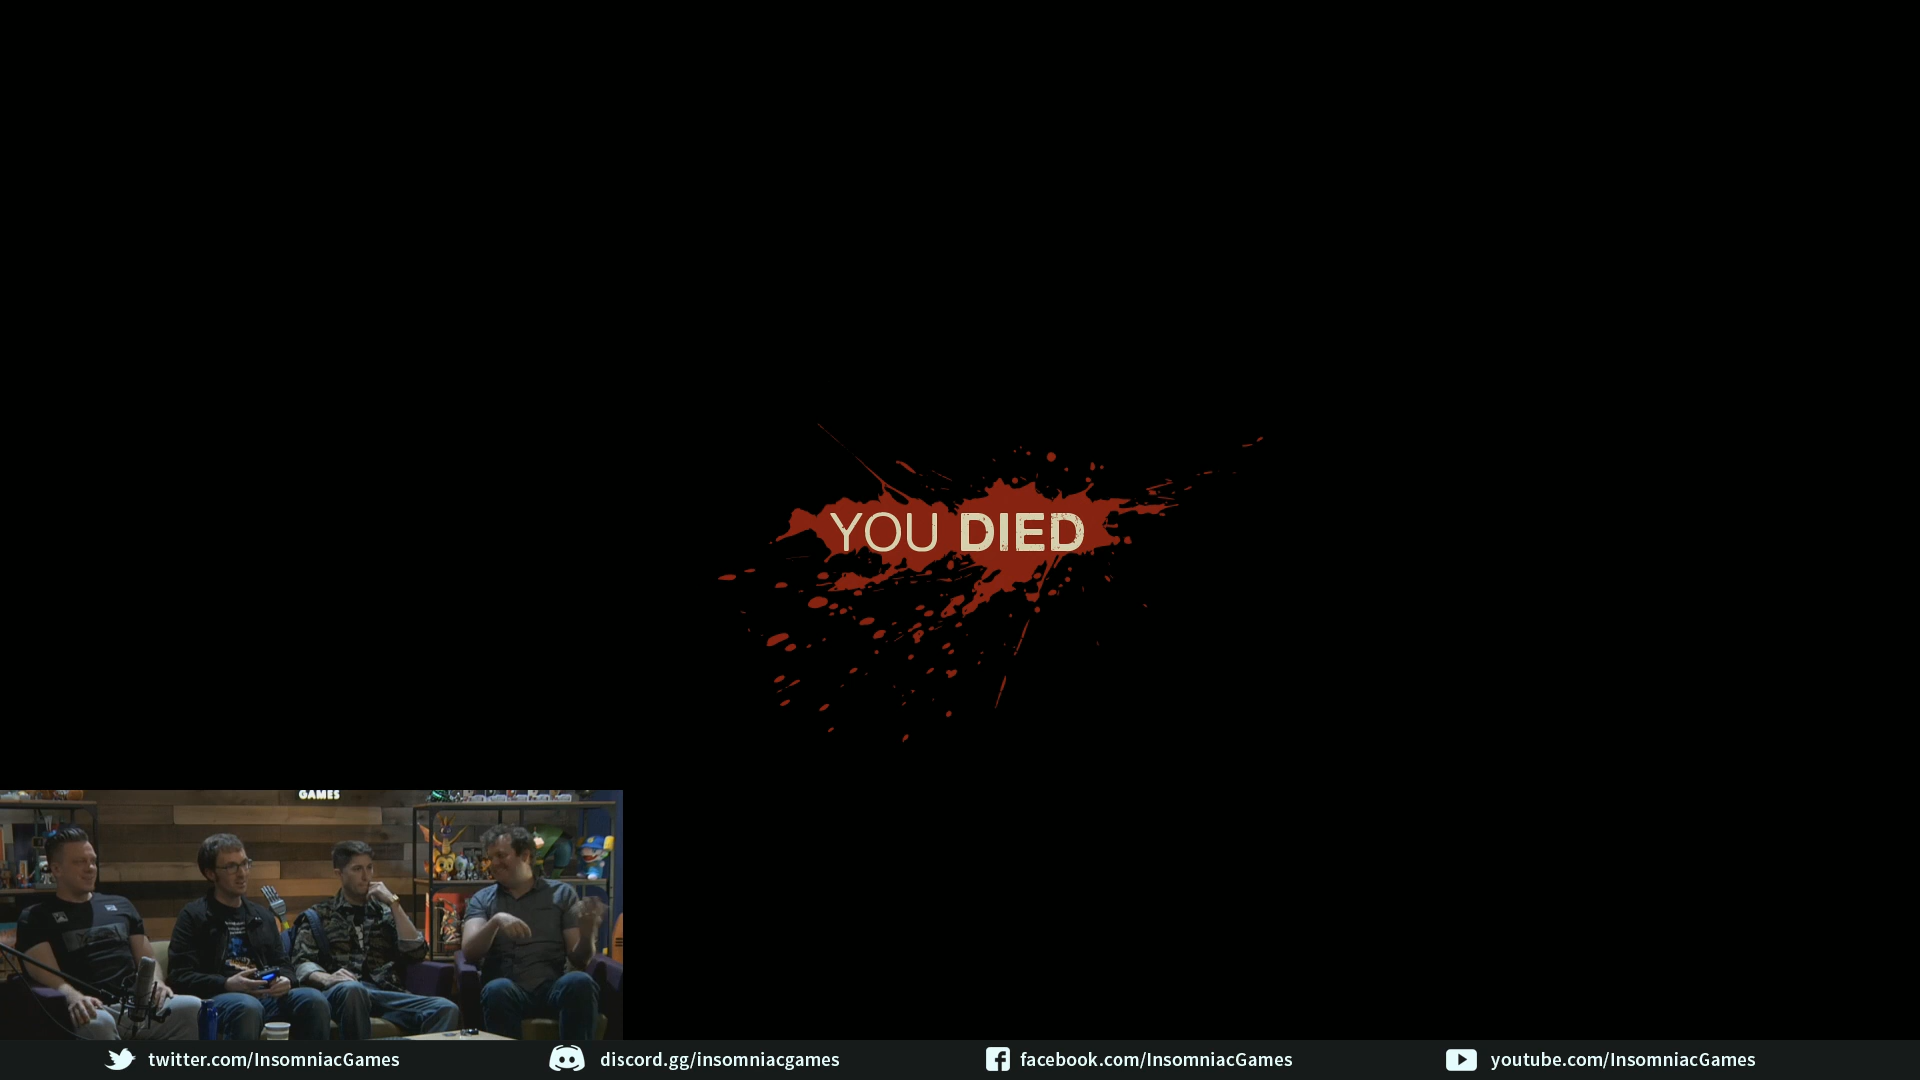 YOU DIED
GAMES
twitter.com/InsomniacGames
discord.gg/insomniacgames
facebook.com/InsomniacGames
youtube.com/InsomniacGames